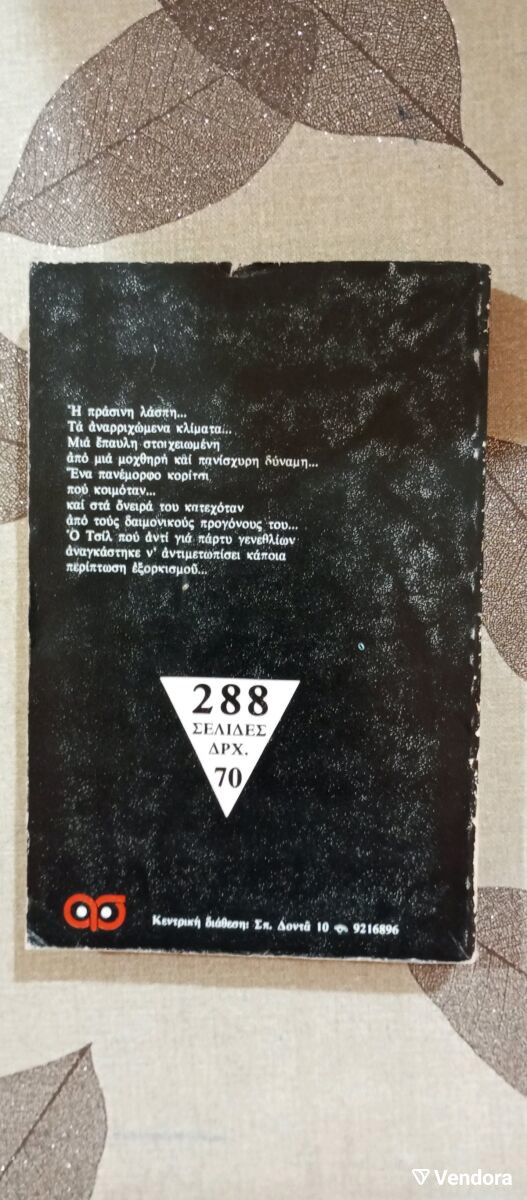 Ἡ πράσινη λάσπη...
Τά ἀναρριχώμενα κλίματα...
Μιά ἔπαυλη στοιχειωμένη
ἀπό μιά μοχθηρή καί πανίσχυρη δύναμη...
Ἕνα πανέμορφο κορίτσι
πού κοιμόταν...
καί στά ὄνειρά του κατεχόταν
ἀπό τούς δαιμονικούς προγόνους του...
Ὁ Τσίλ πού ἀντί γιά πάρτυ γενεθλίων
ἀναγκάστηκε ν' ἀντιμετωπίσει κάποια
περίπτωση ἐξορκισμοῦ...
288
ΣΕΛΙΔΕΣ
ΔΡΧ.
70
Κεντρική διάθεση: Σπ. Δοντᾶ 10 ☎ 9216896
Vendora